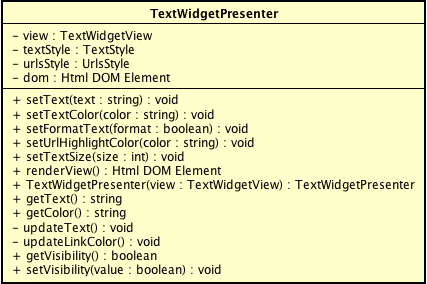 TextWidgetPresenter
– view : TextWidgetView
– textStyle : TextStyle
– urlsStyle : UrlsStyle
– dom : Html DOM Element
+ setText(text : string) : void
+ setTextColor(color : string) : void
+ setFormatText(format : boolean) : void
+ setUrlHighlightColor(color : string) : void
+ setTextSize(size : int) : void
+ renderView() : Html DOM Element
+ TextWidgetPresenter(view : TextWidgetView) : TextWidgetPresenter
+ getText() : string
+ getColor() : string
– updateText() : void
– updateLinkColor() : void
+ getVisibility() : boolean
+ setVisibility(value : boolean) : void